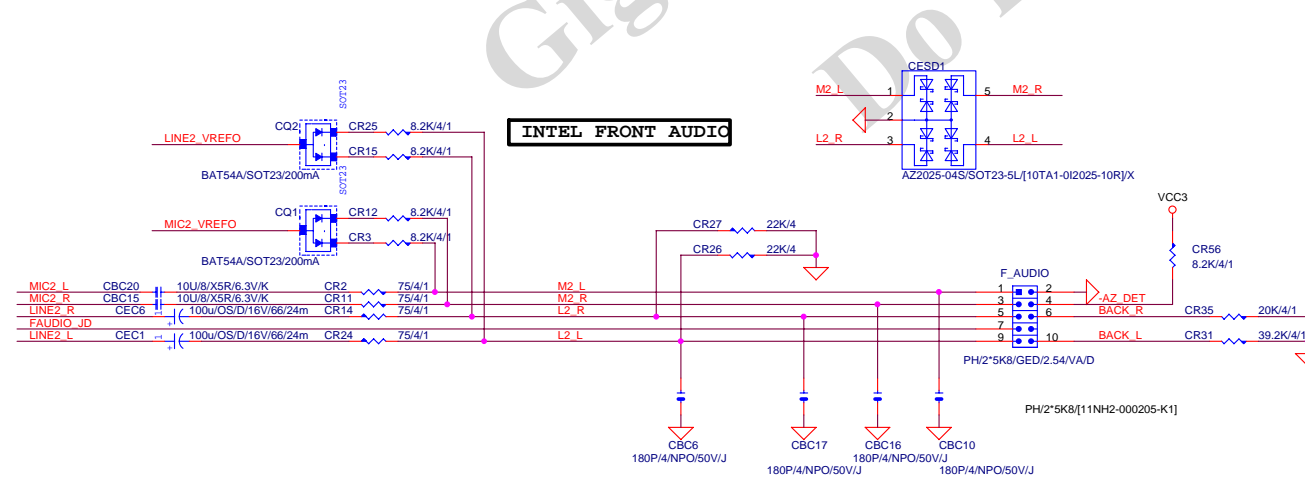 Gig
Do
SOT23
CQ2
CR25
8.2K/4/1
LINE2_VREFO
CR15
8.2K/4/1
BAT54A/SOT23/200mA
SOT23
INTEL FRONT AUDIO
CESD1
M2_L
1
5
M2_R
2
L2_R
3
4
L2_L
AZ2025-04S/SOT23-5L/[10TA1-0I2025-10R]/X
CQ1
CR12
8.2K/4/1
MIC2_VREFO
CR3
8.2K/4/1
BAT54A/SOT23/200mA
CR27
22K/4
CR26
22K/4
VCC3
CR56
8.2K/4/1
F_AUDIO
MIC2_L
CBC20
10U/8/X5R/6.3V/K
CR2
75/4/1
M2_L
1
2
MIC2_R
CBC15
10U/8/X5R/6.3V/K
CR11
75/4/1
M2_R
3
4
-AZ_DET
LINE2_R
CEC6
1
+
100u/OS/D/16V/66/24m
CR14
75/4/1
L2_R
5
6
BACK_R
CR35
20K/4/1
FAUDIO_JD
7
LINE2_L
CEC1
1
+
100u/OS/D/16V/66/24m
CR24
75/4/1
L2_L
9
10
BACK_L
CR31
39.2K/4/1
PH/2*5K8/GED/2.54/VA/D
PH/2*5K8/[11NH2-000205-K1]
CBC6
180P/4/NPO/50V/J
CBC17
180P/4/NPO/50V/J
CBC16
180P/4/NPO/50V/J
CBC10
180P/4/NPO/50V/J